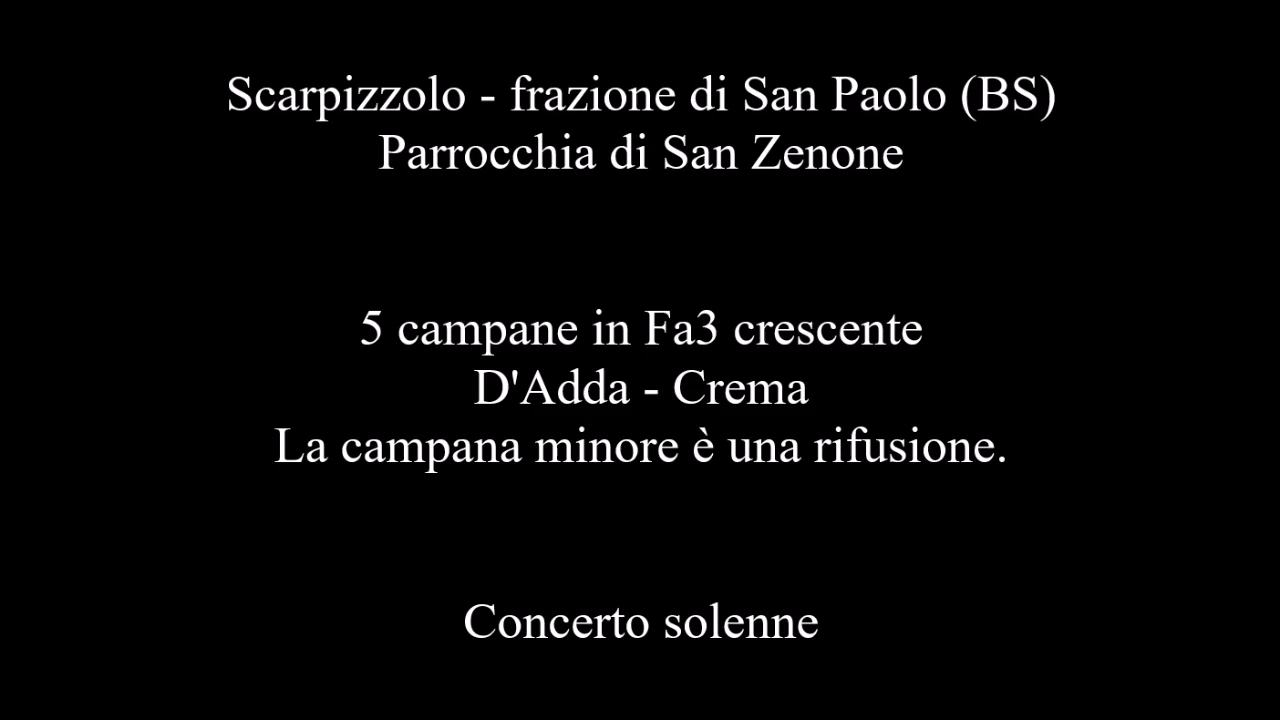 Scarpizzolo - frazione di San Paolo (BS)
Parrocchia di San Zenone
5 campane in Fa3 crescente
D'Adda - Crema
La campana minore è una rifusione.
Concerto solenne